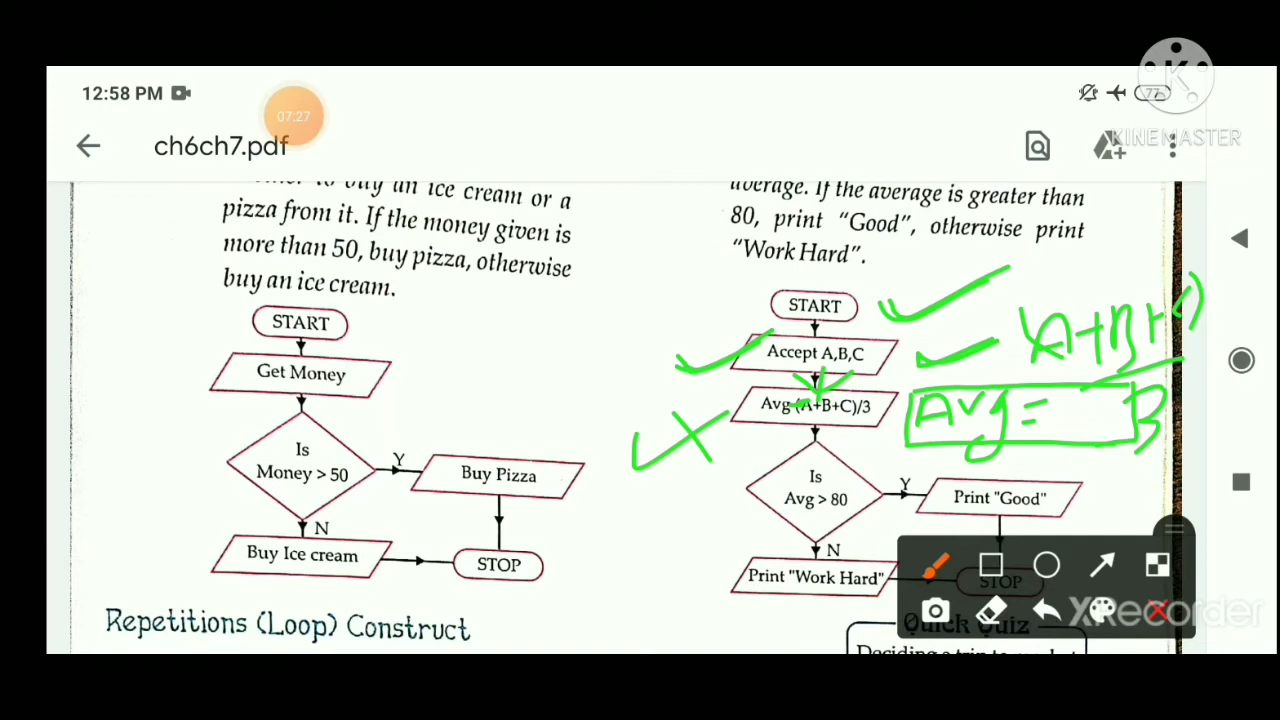 12:58 PM
07:27
77
KINEMASTER
ch6ch7.pdf
to buy an ice cream or a
pizza from it. If the money given is
more than 50, buy pizza, otherwise
buy an ice cream.
START
Get Money
Is
Money > 50
Y
Buy Pizza
N
Buy Ice cream
STOP
Repetitions (Loop) Construct
average. If the average is greater than
80, print "Good", otherwise print
"Work Hard".
START
Accept A,B,C
Avg-(A+B+C)/3
Is
Avg > 80
Y
Print "Good"
N
Print "Work Hard"
STOP
Avg =
XRecorder
Quick Quiz
Deciding a trip to